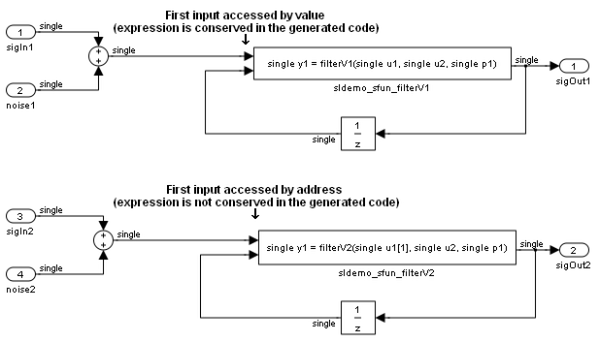 First input accessed by value
(expression is conserved in the generated code)
1
single
sigIn1
+
+
single
single y1 = filterV1(single u1, single u2, single p1)
single
1
sigOut1
2
single
noise1
sldemo_sfun_filterV1
single
1
z
First input accessed by address
(expression is not conserved in the generated code)
3
single
sigIn2
+
+
single
single y1 = filterV2(single u1[1], single u2, single p1)
single
2
sigOut2
4
single
noise2
sldemo_sfun_filterV2
single
1
z